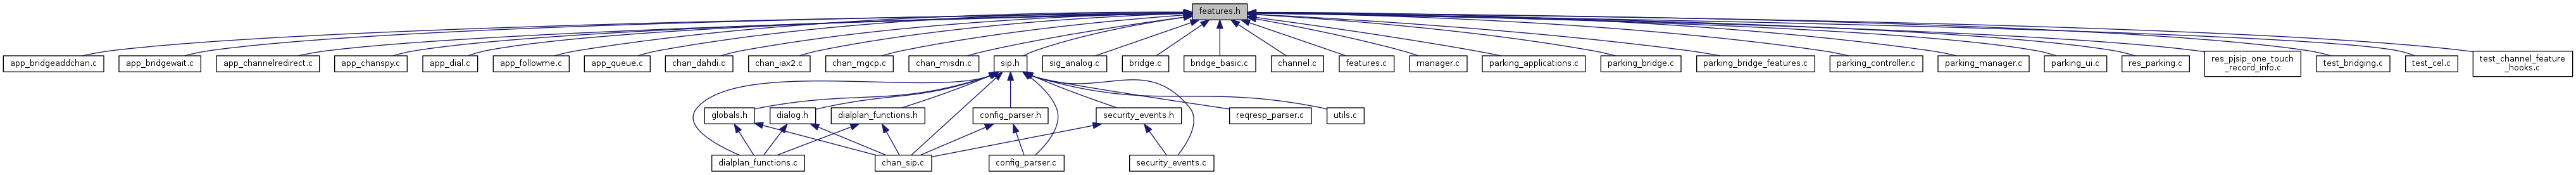 features.h
app_bridgeaddchan.c
app_bridgewait.c
app_channelredirect.c
app_chanspy.c
app_dial.c
app_followme.c
app_queue.c
chan_dahdi.c
chan_iax2.c
chan_mgcp.c
chan_misdn.c
sip.h
sig_analog.c
bridge.c
bridge_basic.c
channel.c
features.c
manager.c
parking_applications.c
parking_bridge.c
parking_bridge_features.c
parking_controller.c
parking_manager.c
parking_ui.c
res_parking.c
res_pjsip_one_touch
_record_info.c
test_bridging.c
test_cel.c
test_channel_feature
_hooks.c
globals.h
dialog.h
dialplan_functions.h
config_parser.h
security_events.h
reqresp_parser.c
utils.c
dialplan_functions.c
chan_sip.c
config_parser.c
security_events.c